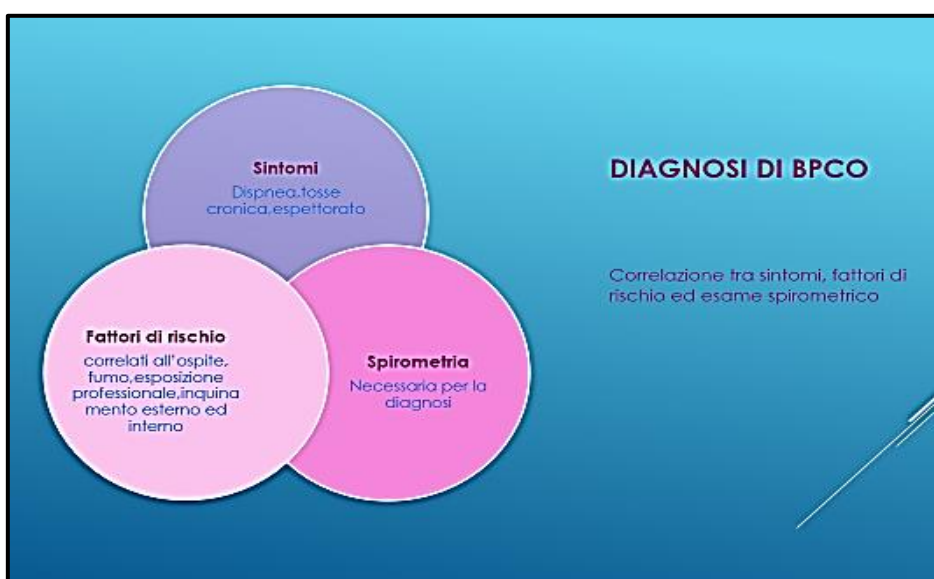 DIAGNOSI DI BPCO
Correlazione tra sintomi, fattori di
rischio ed esame spirometrico
Sintomi
Dispnea,tosse
cronica,espettorato
Fattori di rischio
correlati all'ospite,
fumo,esposizione
professionale,inquina
mento esterno ed
interno
Spirometria
Necessaria per la
diagnosi